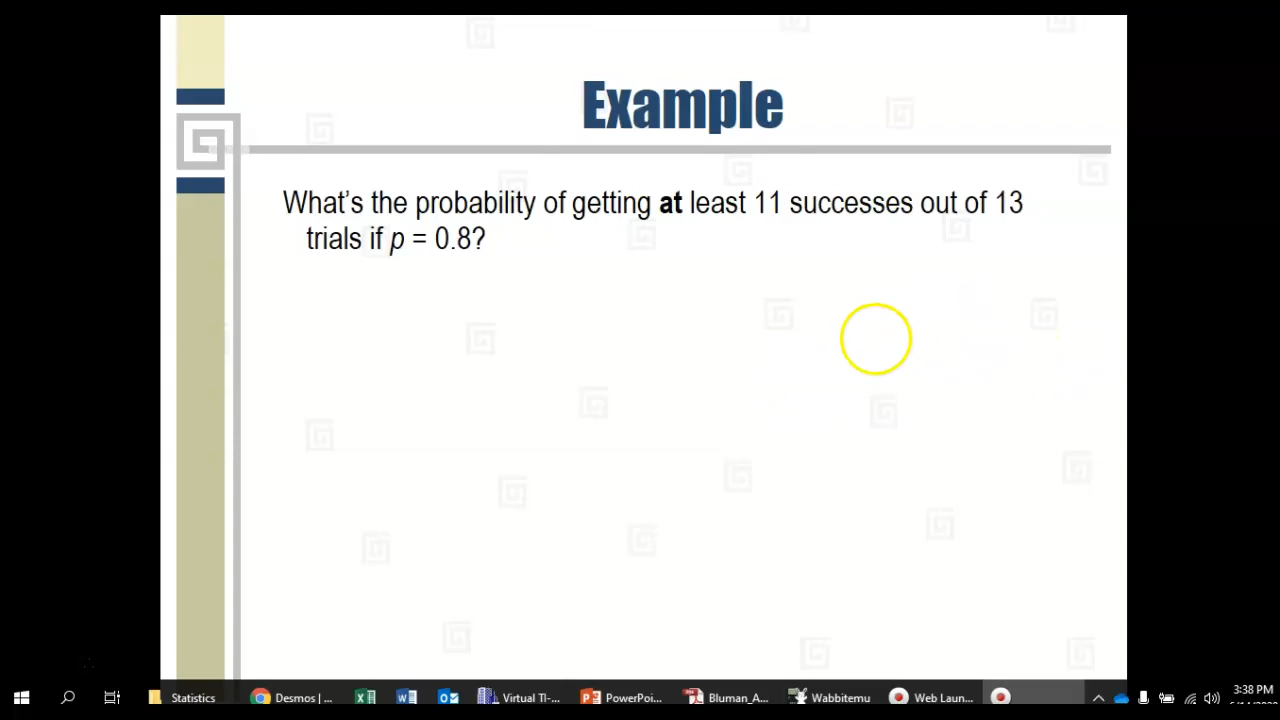 Example
What's the probability of getting at least 11 successes out of 13
trials if p = 0.8?
Statistics
Desmos | ...
Virtual TI-...
PowerPoi...
Bluman_A...
Wabbitemu
Web Laun...
3:38 PM